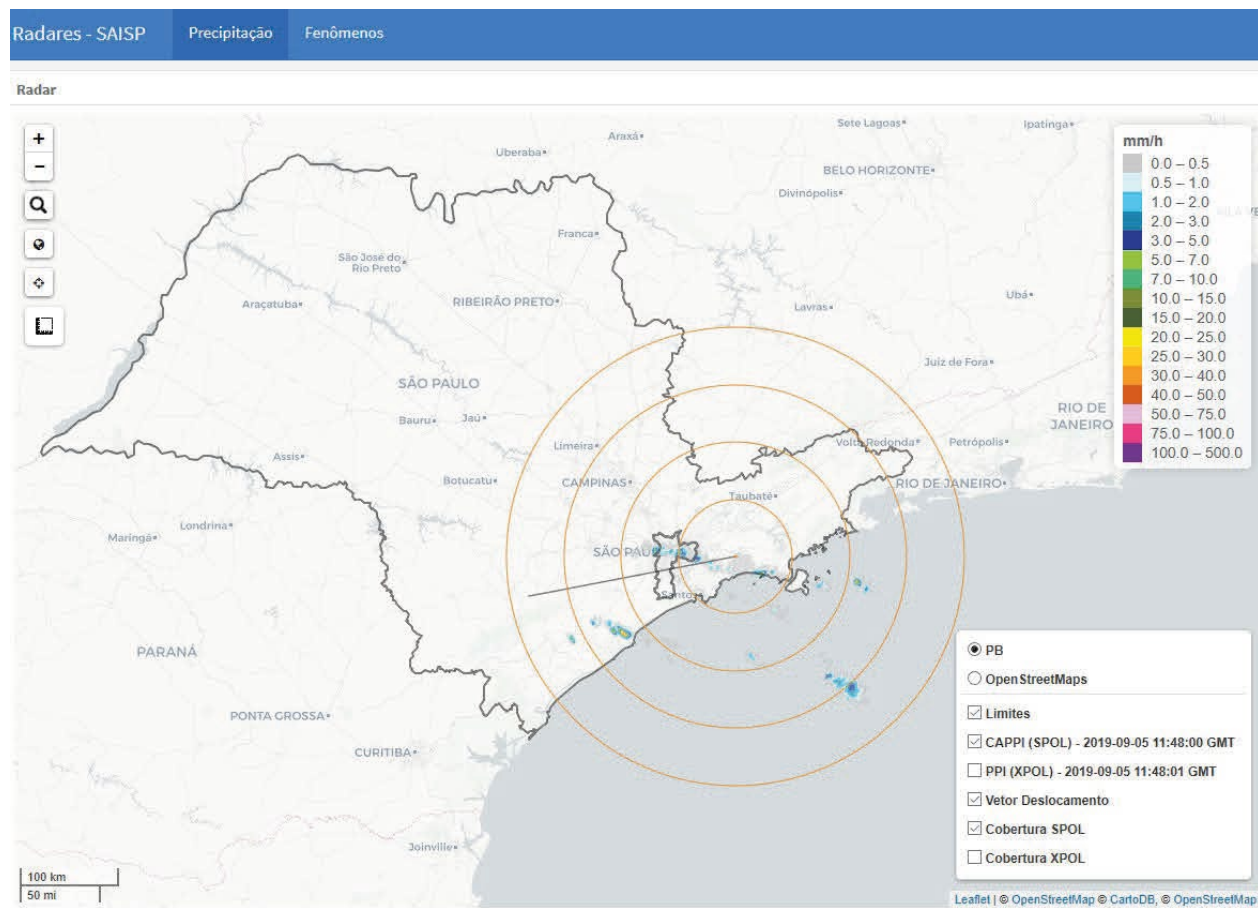 Radares - SAISP Precipitação Fenômenos
Radar
+
−
Sete Lagoas
Ipatinga
Araxá
Uberaba
BELO HORIZONTE
Divinópolis
Franca
São José do
Rio Preto
Araçatuba
RIBEIRÃO PRETO
Lavras
Ubá
Juiz de Fora
SÃO PAULO
Bauru
Jaú
RIO DE
JANEIRO
Limeira
Volta Redonda
Petrópolis
Assis
Botucatu
CAMPINAS
Taubaté
RIO DE JANEIRO
Londrina
Maringá
SÃO PAU
Santos
PARANÁ
PONTA GROSSA
CURITIBA
Joinville
mm/h
0.0 – 0.5
0.5 – 1.0
1.0 – 2.0
2.0 – 3.0
3.0 – 5.0
5.0 – 7.0
7.0 – 10.0
10.0 – 15.0
15.0 – 20.0
20.0 – 25.0
25.0 – 30.0
30.0 – 40.0
40.0 – 50.0
50.0 – 75.0
75.0 – 100.0
100.0 – 500.0
PB
OpenStreetMaps
Limites
CAPPI (SPOL) - 2019-09-05 11:48:00 GMT
PPI (XPOL) - 2019-09-05 11:48:01 GMT
Vetor Deslocamento
Cobertura SPOL
Cobertura XPOL
100 km
50 mi
Leaflet | © OpenStreetMap © CartoDB, © OpenStreetMap